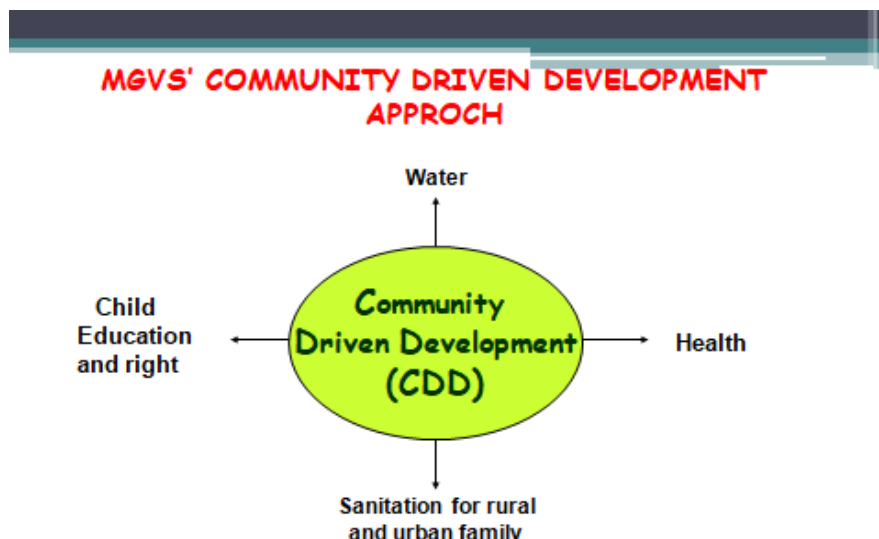 MGVS' COMMUNITY DRIVEN DEVELOPMENT
APPROCH
Water
Child
Education
and right
Community
Driven Development
(CDD)
Health
Sanitation for rural
and urban family